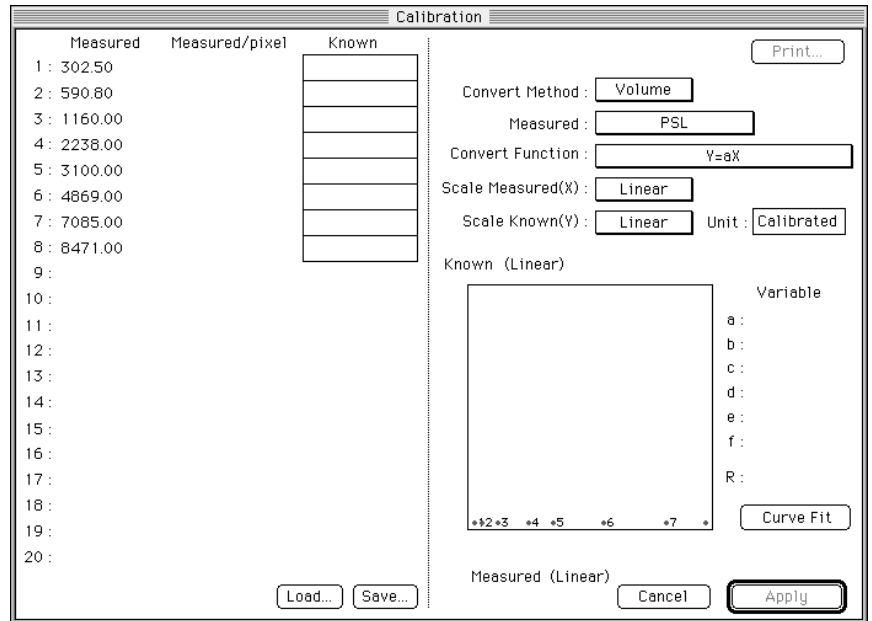 Calibration
Measured Measured/pixel Known
1 : 302.50
2 : 590.80
3 : 1160.00
4 : 2238.00
5 : 3100.00
6 : 4869.00
7 : 7085.00
8 : 8471.00
9 :
10 :
11 :
12 :
13 :
14 :
15 :
16 :
17 :
18 :
19 :
20 :
Load... Save...
Print...
Convert Method : Volume
Measured : PSL
Convert Function : Y=aX
Scale Measured(X) : Linear
Scale Known(Y) : Linear Unit : Calibrated
Known (Linear)
Variable
a :
b :
c :
d :
e :
f :
R :
2 3 4 5 6 7
Curve Fit
Measured (Linear)
Cancel Apply